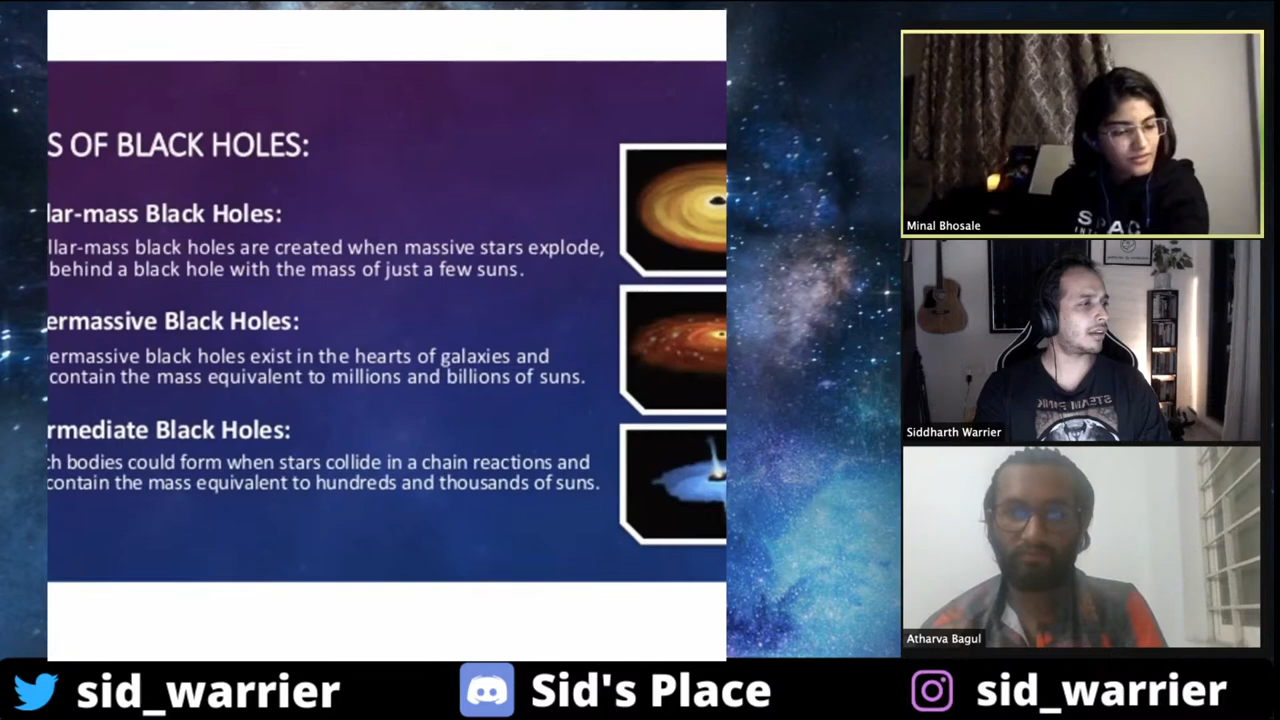 S OF BLACK HOLES:
lar-mass Black Holes:
llar-mass black holes are created when massive stars explode,
behind a black hole with the mass of just a few suns.
ermassive Black Holes:
ermassive black holes exist in the hearts of galaxies and
contain the mass equivalent to millions and billions of suns.
rmediate Black Holes:
ch bodies could form when stars collide in a chain reactions and
contain the mass equivalent to hundreds and thousands of suns.
SPAC
Minal Bhosale
STEAM PUNK
Siddharth Warrier
Atharva Bagul
sid_warrier
Sid's Place
sid_warrier